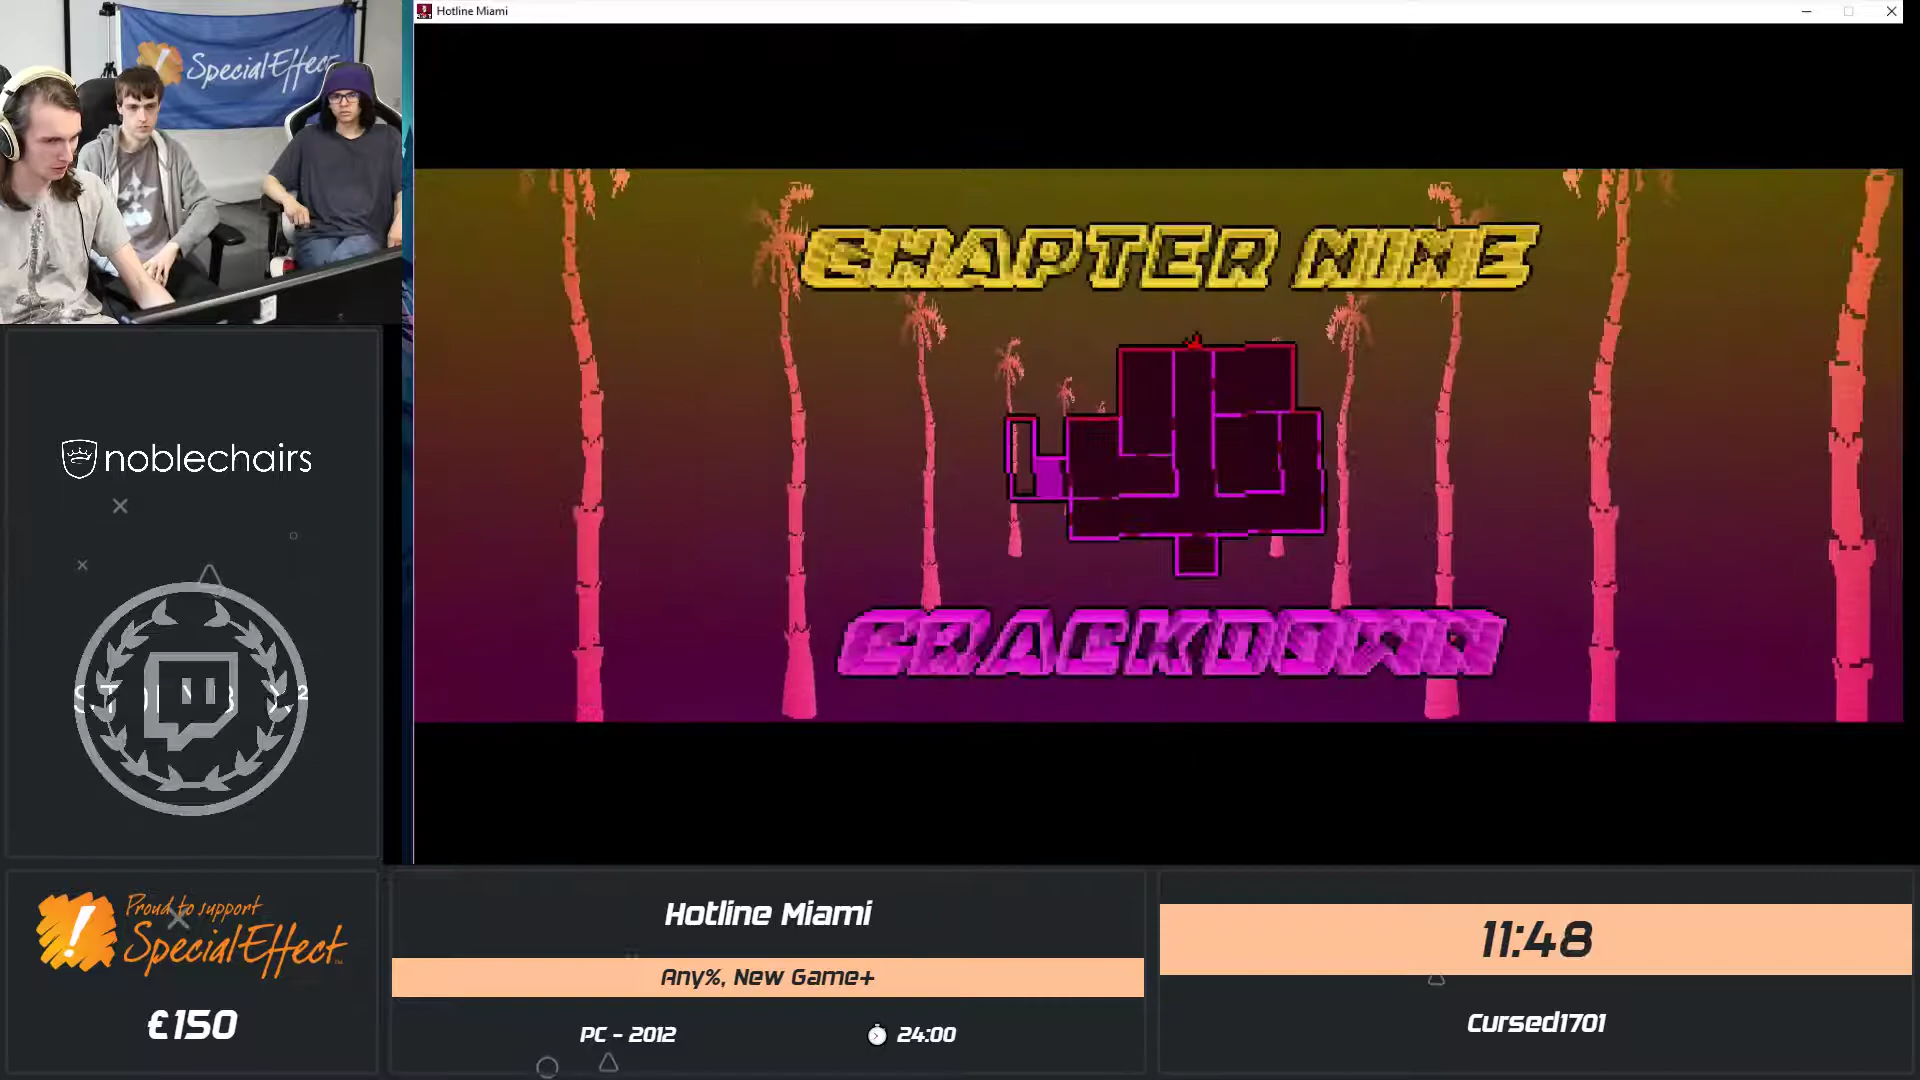 Hotline Miami
SpecialEffect
CHAPTER NINE
CRACKDOWN
noblechairs
Proud to support
SpecialEffect
£150
Hotline Miami
Any%, New Game+
PC - 2012
24:00
11:48
Cursed1701